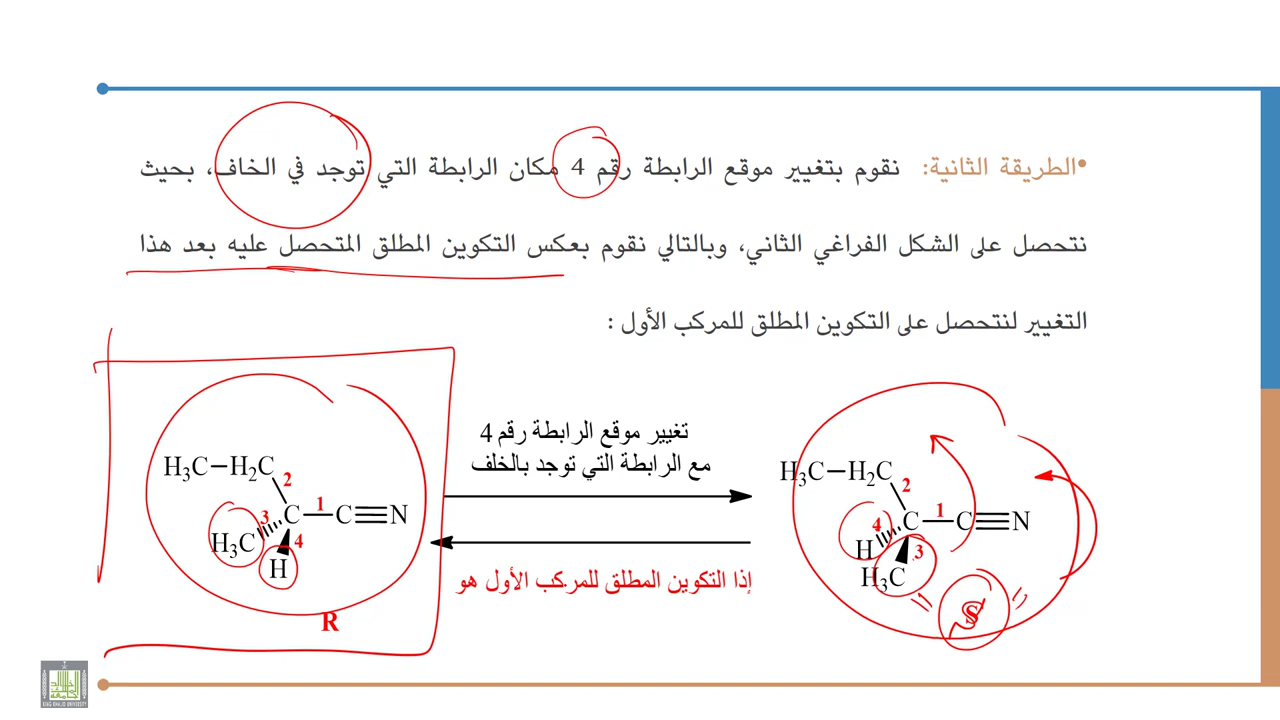 •الطريقة الثانية: نقوم بتغيير موقع الرابطة رقم 4 مكان الرابطة التي توجد في الخاف، بحيث
نتحصل على الشكل الفراغي الثاني، وبالتالي نقوم بعكس التكوين المطلق المتحصل عليه بعد هذا
التغيير لنتحصل على التكوين المطلق للمركب الأول :
تغيير موقع الرابطة رقم 4
مع الرابطة التي توجد بالخلف
إذا التكوين المطلق للمركب الأول هو
H₃C−H₂C
2
1
3
C−C≡N
H₃C
4
H
R
H₃C−H₂C
2
1
4
C−C≡N
H
3
H₃C
"S"
KING KHALID UNIVERSITY